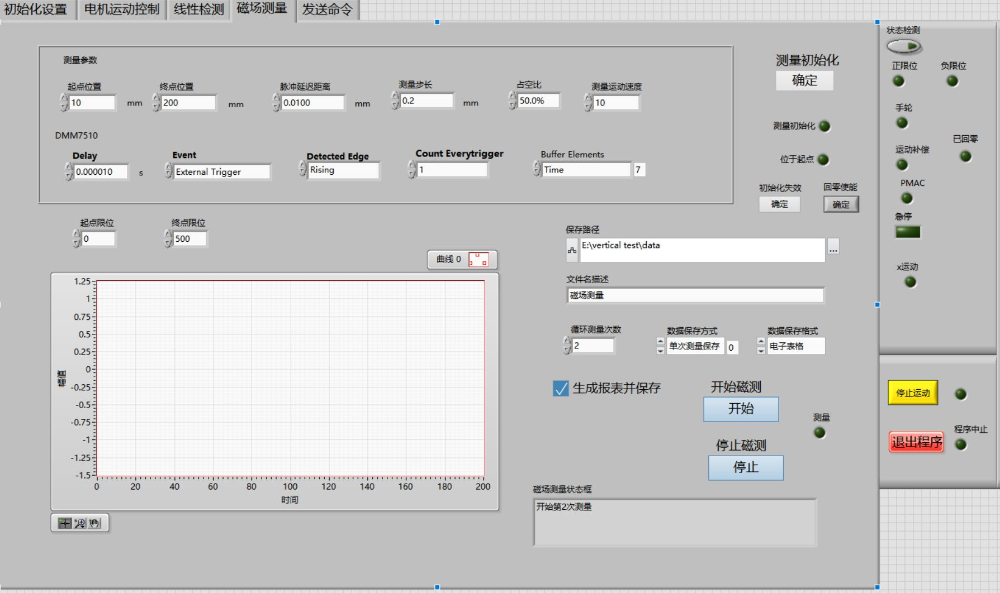 初始化设置 电机运动控制 线性检测 磁场测量 发送命令
测量参数
起点位置 终点位置 脉冲延迟距离 测量步长 占空比 测量运动速度
10 mm 200 mm 0.0100 mm 0.2 mm 50.0% 10
DMM7510
Delay Event Detected Edge Count Everytrigger Buffer Elements
0.000010 s External Trigger Rising 1 Time 7
起点限位 终点限位
0 500
测量初始化
确定
测量初始化
位于起点
初始化失效 回零使能
确定 确定
保存路径
E:\vertical test\data
...
文件名描述
磁场测量
循环测量次数 数据保存方式 数据保存格式
2 单次测量保存 0 电子表格
生成报表并保存
开始磁测
开始
测量
停止磁测
停止
磁场测量状态框
开始第2次测量
曲线 0
幅值
1.25
1
0.75
0.5
0.25
0
-0.25
-0.5
-0.75
-1
-1.25
-1.5
0 20 40 60 80 100 120 140 160 180 200
时间
状态检测
正限位 负限位
手轮
已回零
运动补偿
PMAC
急停
x运动
停止运动
程序中止
退出程序